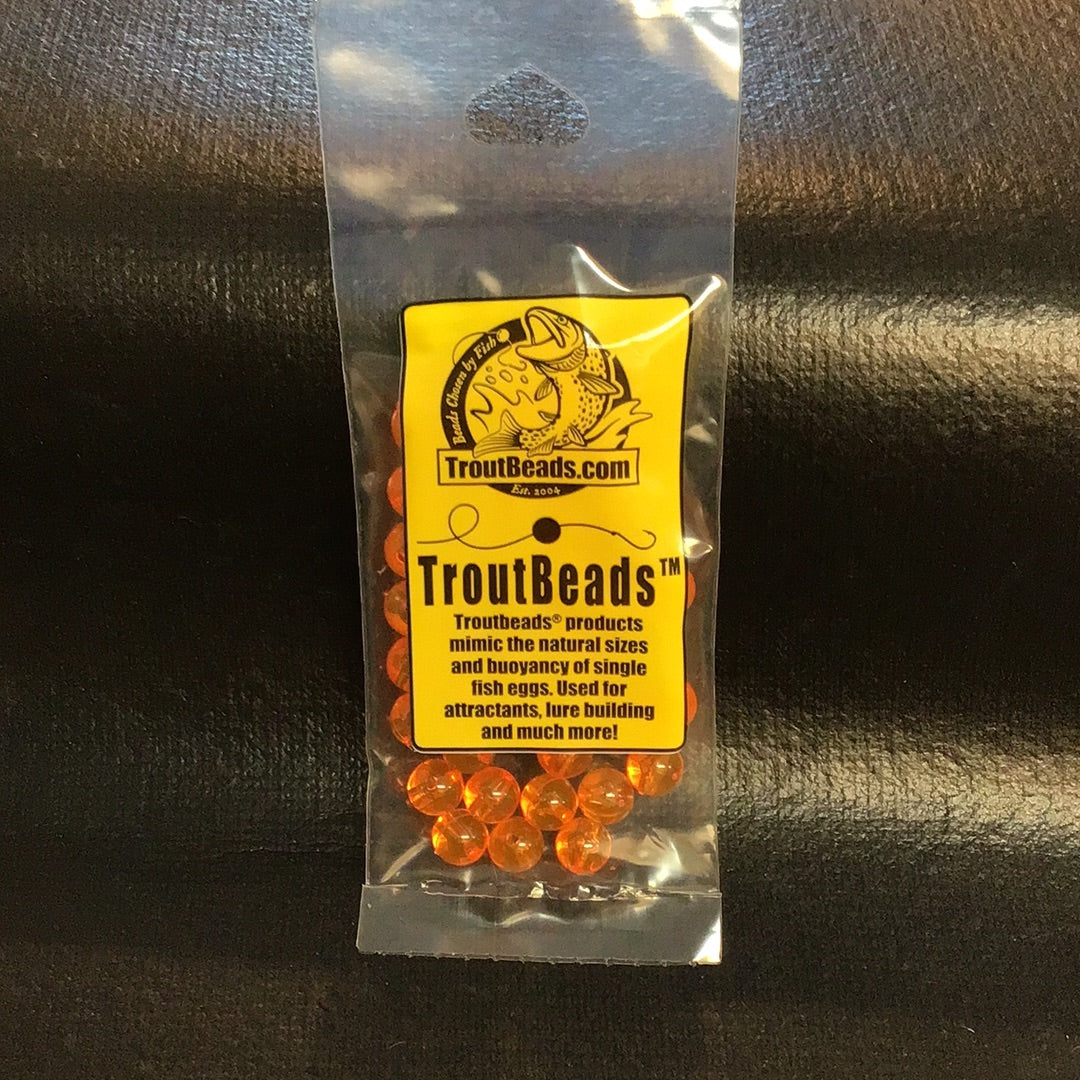 Beads Chosen by Fish
TroutBeads.com
Est. 2004
TroutBeads™
Troutbeads® products
mimic the natural sizes
and buoyancy of single
fish eggs. Used for
attractants, lure building
and much more!